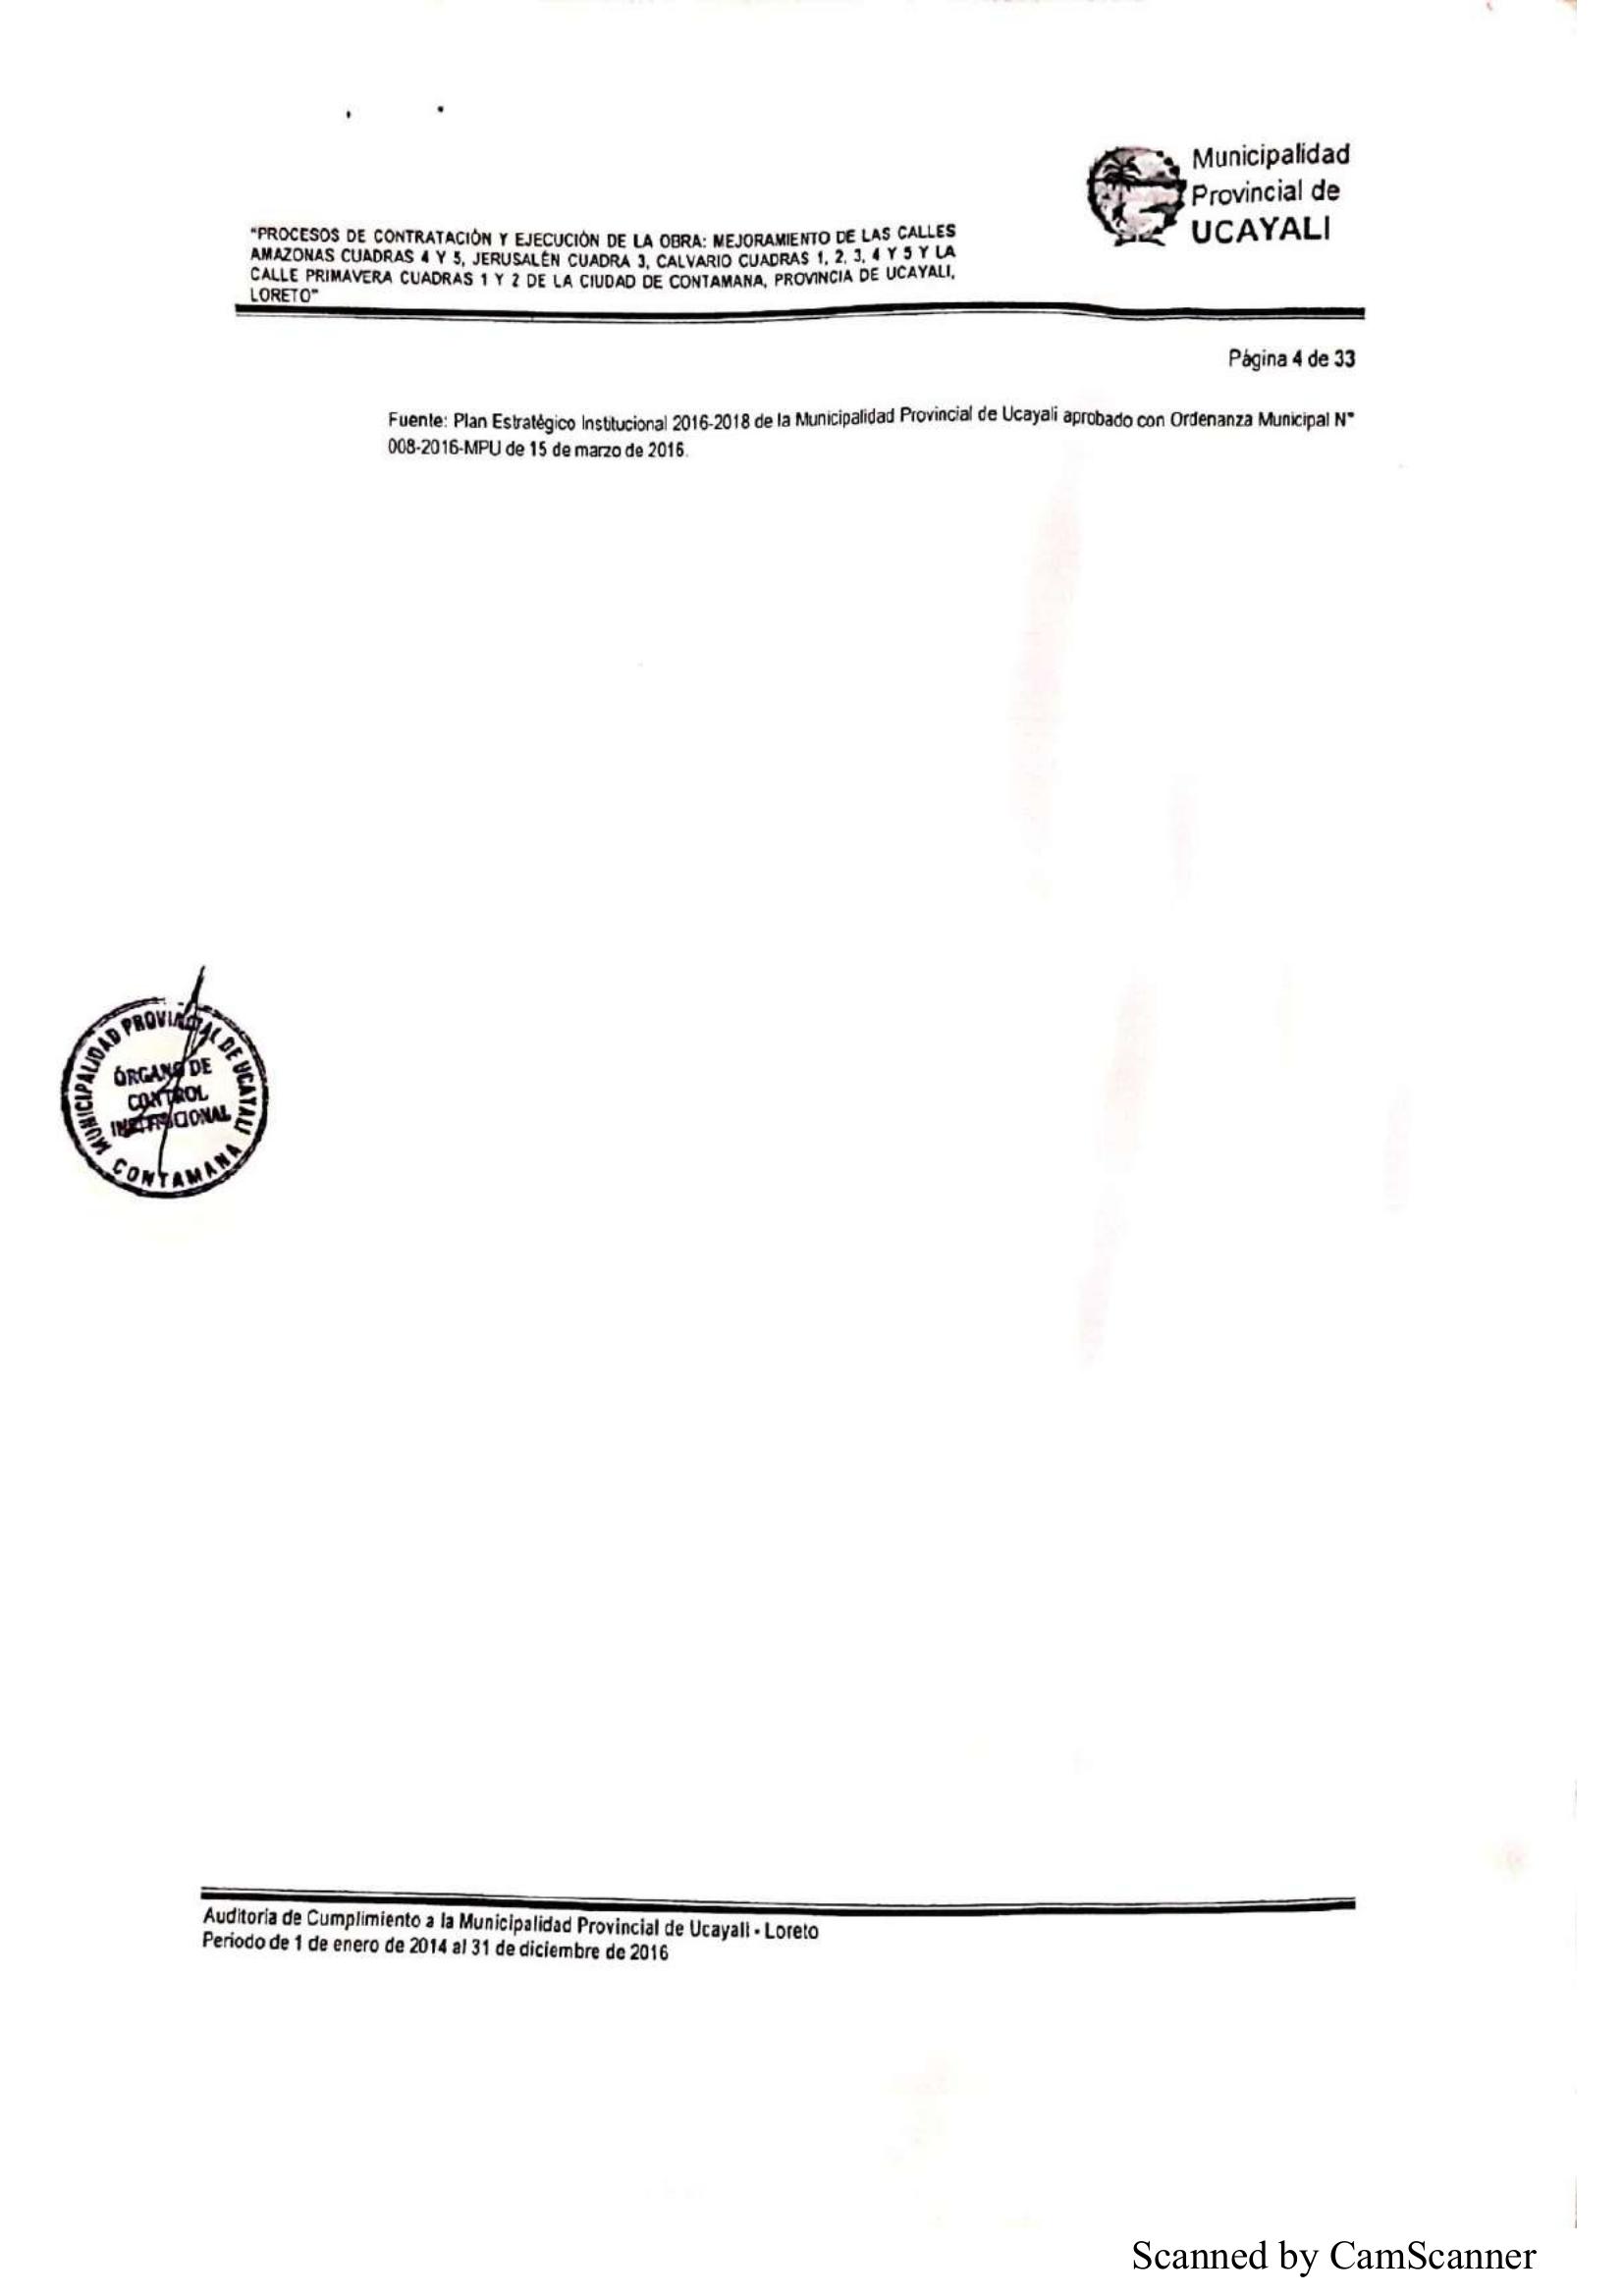 Municipalidad
Provincial de
UCAYALI
"PROCESOS DE CONTRATACIÓN Y EJECUCIÓN DE LA OBRA: MEJORAMIENTO DE LAS CALLES
AMAZONAS CUADRAS 4 Y 5, JERUSALÉN CUADRA 3, CALVARIO CUADRAS 1, 2, 3, 4 Y 5 Y LA
CALLE PRIMAVERA CUADRAS 1 Y 2 DE LA CIUDAD DE CONTAMANA, PROVINCIA DE UCAYALI,
LORETO"
Página 4 de 33
Fuente: Plan Estratégico Institucional 2016-2018 de la Municipalidad Provincial de Ucayali aprobado con Ordenanza Municipal N°
008-2016-MPU de 15 de marzo de 2016.
MUNICIPALIDAD PROVINCIAL DE UCAYALI
ÓRGANO DE
CONTROL
INSTITUCIONAL
CONTAMANA
Auditoria de Cumplimiento a la Municipalidad Provincial de Ucayali - Loreto
Periodo de 1 de enero de 2014 al 31 de diciembre de 2016
Scanned by CamScanner